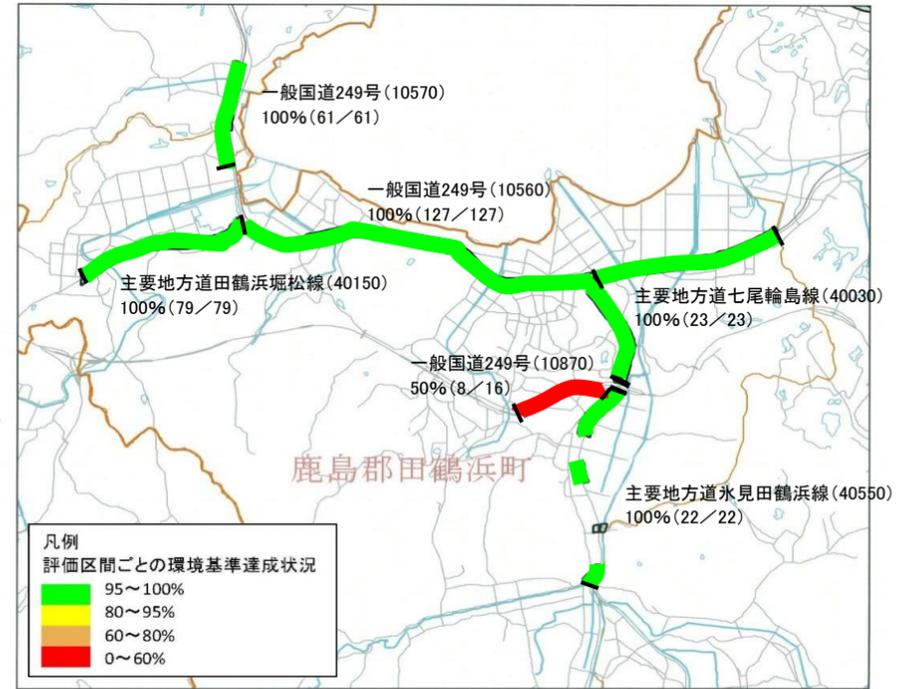 一般国道249号(10570)
100%(61/61)
一般国道249号(10560)
100%(127/127)
主要地方道田鶴浜堀松線(40150)
100%(79/79)
主要地方道七尾輪島線(40030)
100%(23/23)
一般国道249号(10870)
50%(8/16)
鹿島郡田鶴浜町
主要地方道氷見田鶴浜線(40550)
100%(22/22)
凡例
評価区間ごとの環境基準達成状況
95~100%
80~95%
60~80%
0~60%